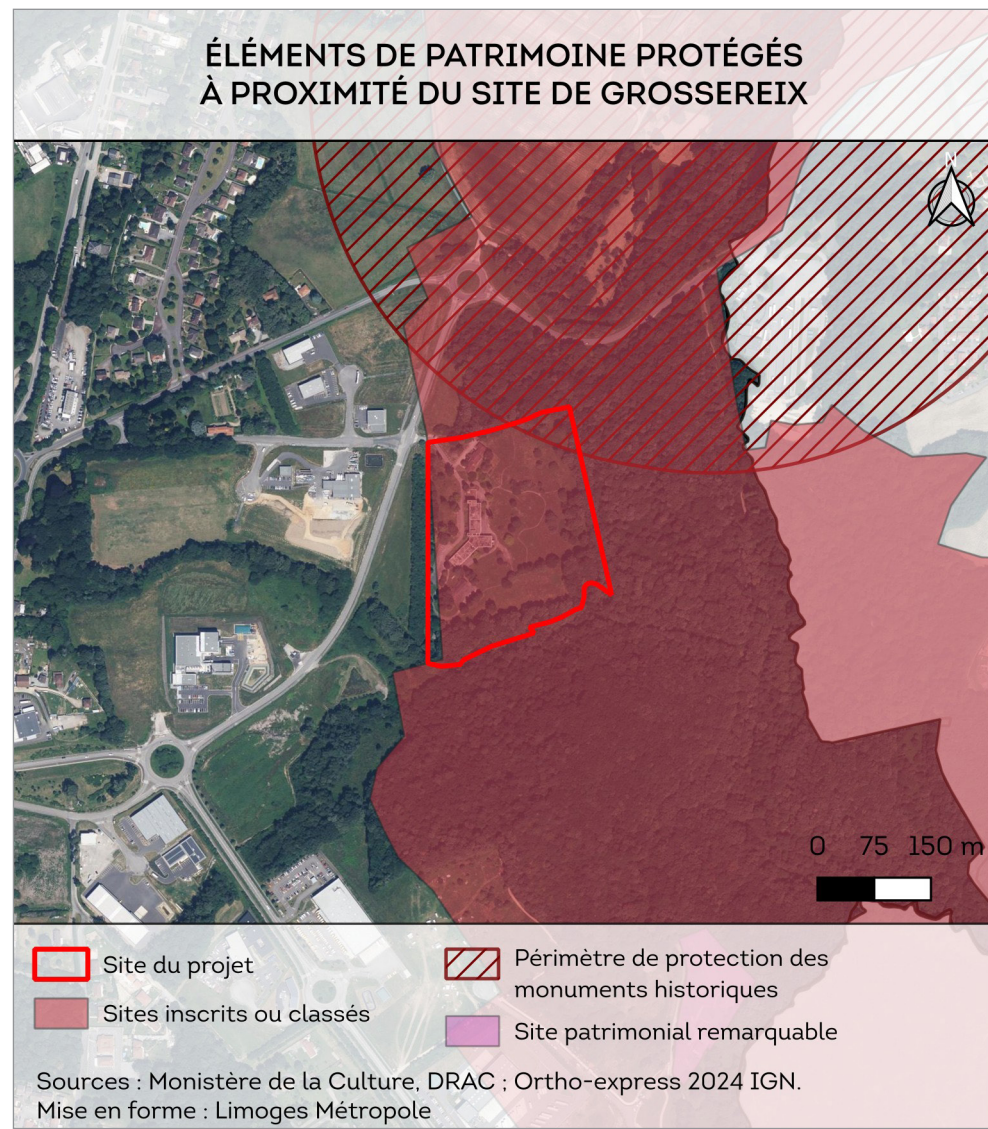 ÉLÉMENTS DE PATRIMOINE PROTÉGÉS
À PROXIMITÉ DU SITE DE GROSSEREIX
N
0 75 150 m
Site du projet
Sites inscrits ou classés
Périmètre de protection des
monuments historiques
Site patrimonial remarquable
Sources : Monistère de la Culture, DRAC ; Ortho-express 2024 IGN.
Mise en forme : Limoges Métropole